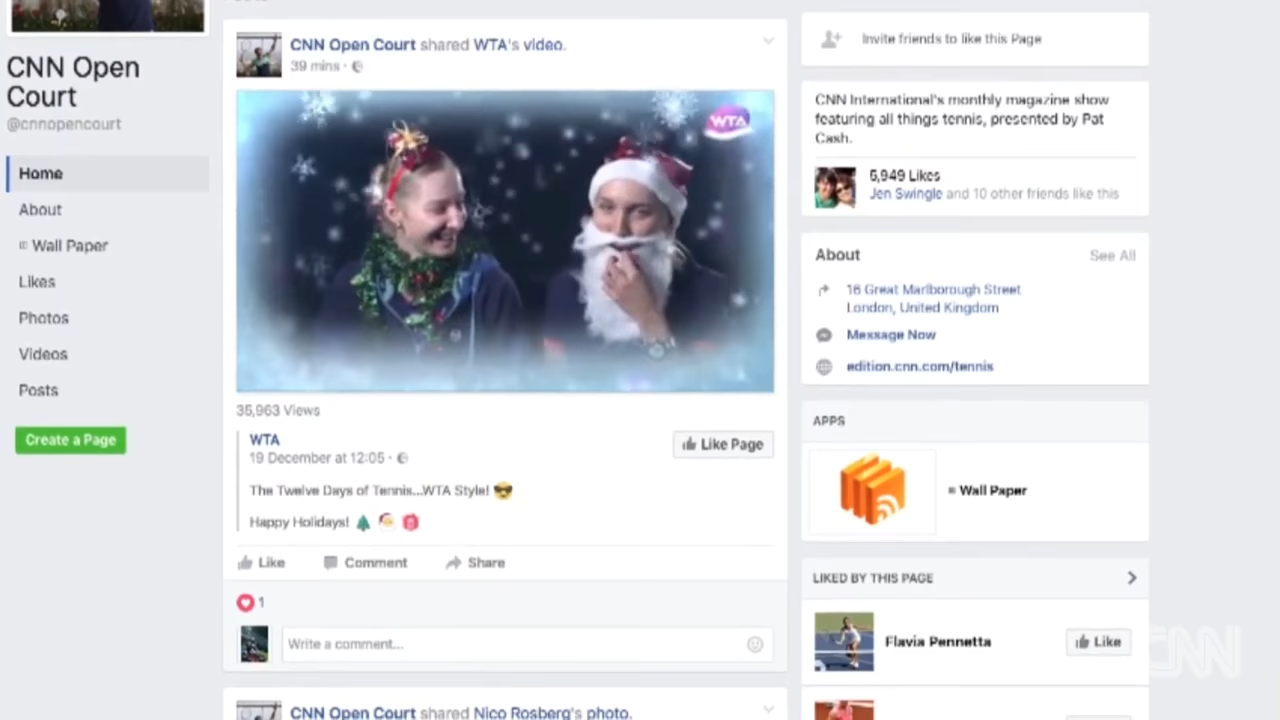 CNN Open
Court
@cnnopencourt
Home
About
Wall Paper
Likes
Photos
Videos
Posts
Create a Page
CNN Open Court shared WTA's video.
39 mins ·
WTA
35,963 Views
WTA
19 December at 12:05 ·
Like Page
The Twelve Days of Tennis...WTA Style! 😎
Happy Holidays! 🎄 🎅
Like Comment Share
1
Write a comment...
CNN Open Court shared Nico Rosberg's photo.
Invite friends to like this Page
CNN International's monthly magazine show
featuring all things tennis, presented by Pat
Cash.
5,949 Likes
Jen Swingle and 10 other friends like this
About
See All
16 Great Marlborough Street
London, United Kingdom
Message Now
edition.cnn.com/tennis
APPS
Wall Paper
LIKED BY THIS PAGE
Flavia Pennetta
Like
CNN